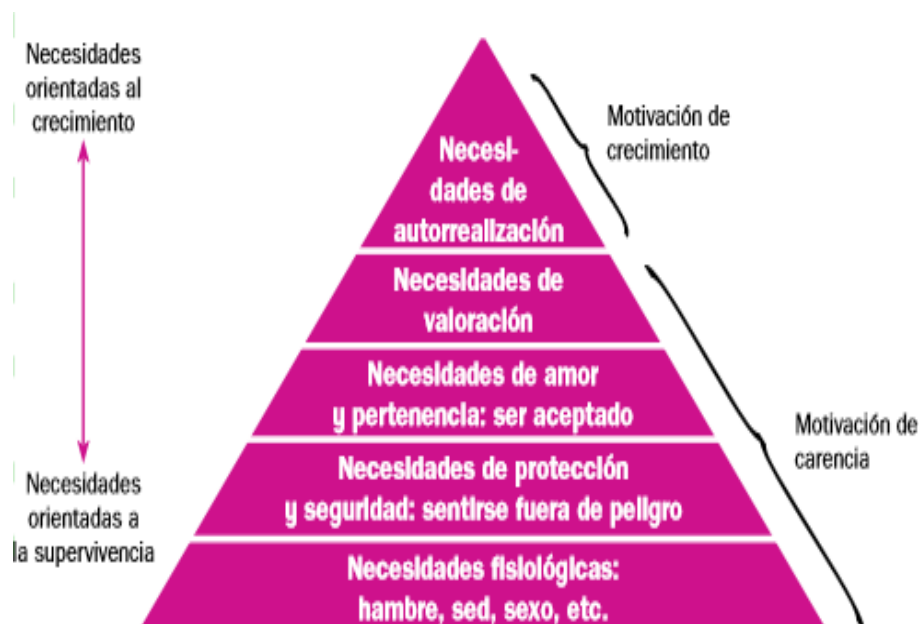 Necesidades
orientadas al
crecimiento
Motivación de
crecimiento
Necesi-
dades de
autorrealización
Necesidades de
valoración
Necesidades de amor
y pertenencia: ser aceptado
Motivación de
carencia
Necesidades de protección
y seguridad: sentirse fuera de peligro
Necesidades
orientadas a
la supervivencia
Necesidades fisiológicas:
hambre, sed, sexo, etc.